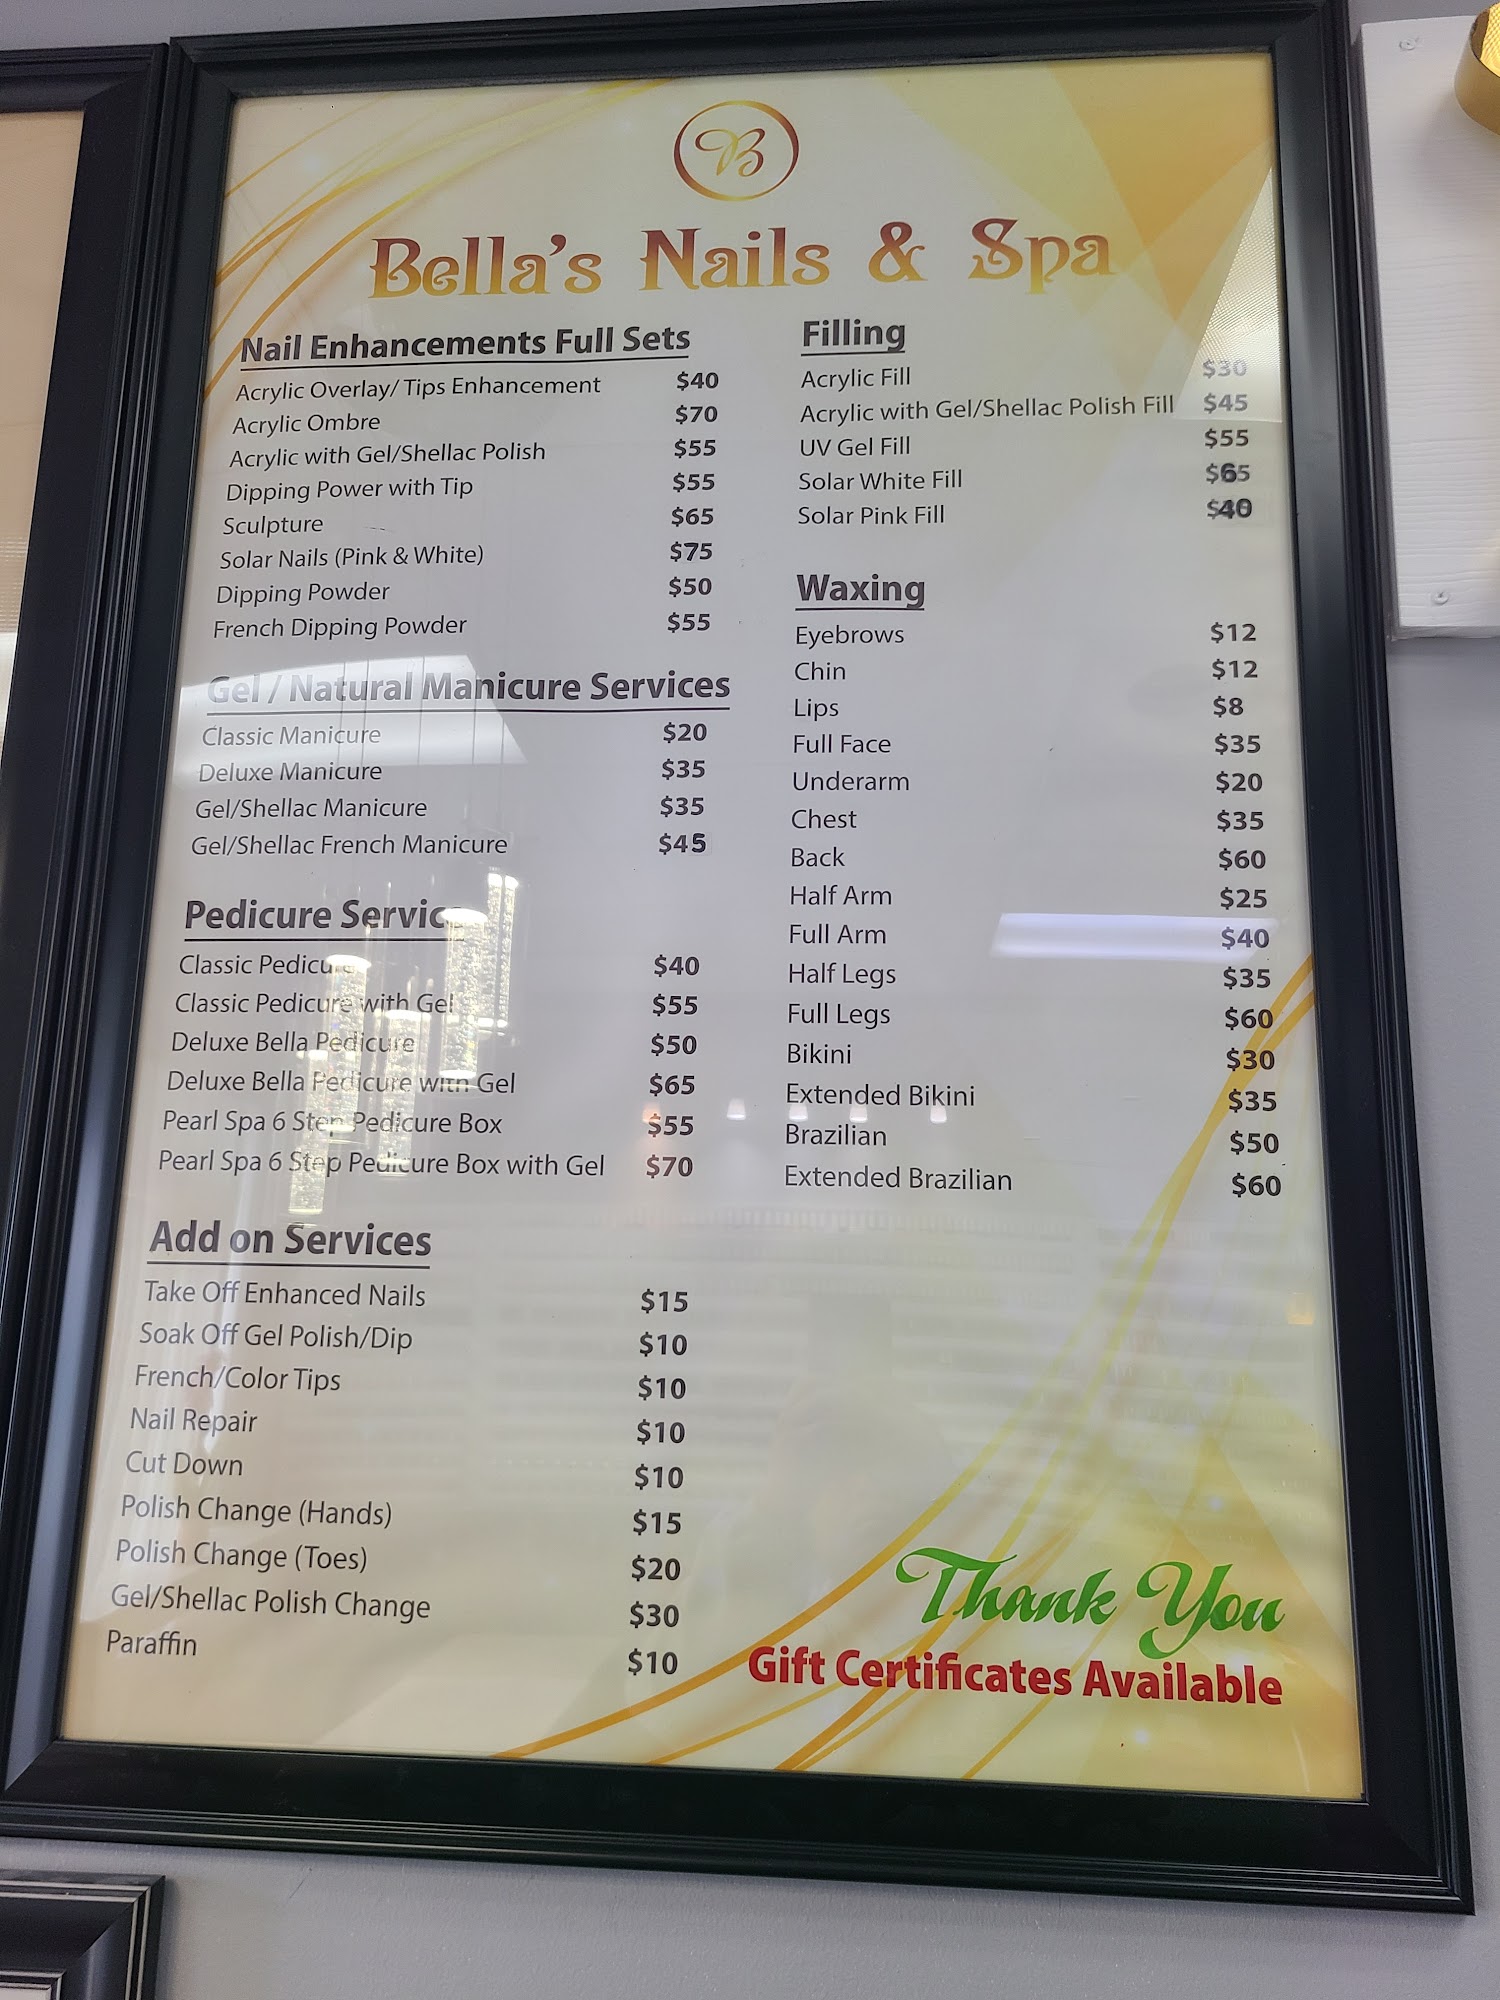 B
Bella's Nails & Spa
Nail Enhancements Full Sets
Acrylic Overlay/ Tips Enhancement $40
Acrylic Ombre $70
Acrylic with Gel/Shellac Polish $55
Dipping Power with Tip $55
Sculpture $65
Solar Nails (Pink & White) $75
Dipping Powder $50
French Dipping Powder $55
Gel / Natural Manicure Services
Classic Manicure $20
Deluxe Manicure $35
Gel/Shellac Manicure $35
Gel/Shellac French Manicure $45
Pedicure Service
Classic Pedicure $40
Classic Pedicure with Gel $55
Deluxe Bella Pedicure $50
Deluxe Bella Pedicure with Gel $65
Pearl Spa 6 Step Pedicure Box $55
Pearl Spa 6 Step Pedicure Box with Gel $70
Add on Services
Take Off Enhanced Nails $15
Soak Off Gel Polish/Dip $10
French/Color Tips $10
Nail Repair $10
Cut Down $10
Polish Change (Hands) $15
Polish Change (Toes) $20
Gel/Shellac Polish Change $30
Paraffin $10
Filling
Acrylic Fill $30
Acrylic with Gel/Shellac Polish Fill $45
UV Gel Fill $55
Solar White Fill $65
Solar Pink Fill $40
Waxing
Eyebrows $12
Chin $12
Lips $8
Full Face $35
Underarm $20
Chest $35
Back $60
Half Arm $25
Full Arm $40
Half Legs $35
Full Legs $60
Bikini $30
Extended Bikini $35
Brazilian $50
Extended Brazilian $60
Thank You
Gift Certificates Available